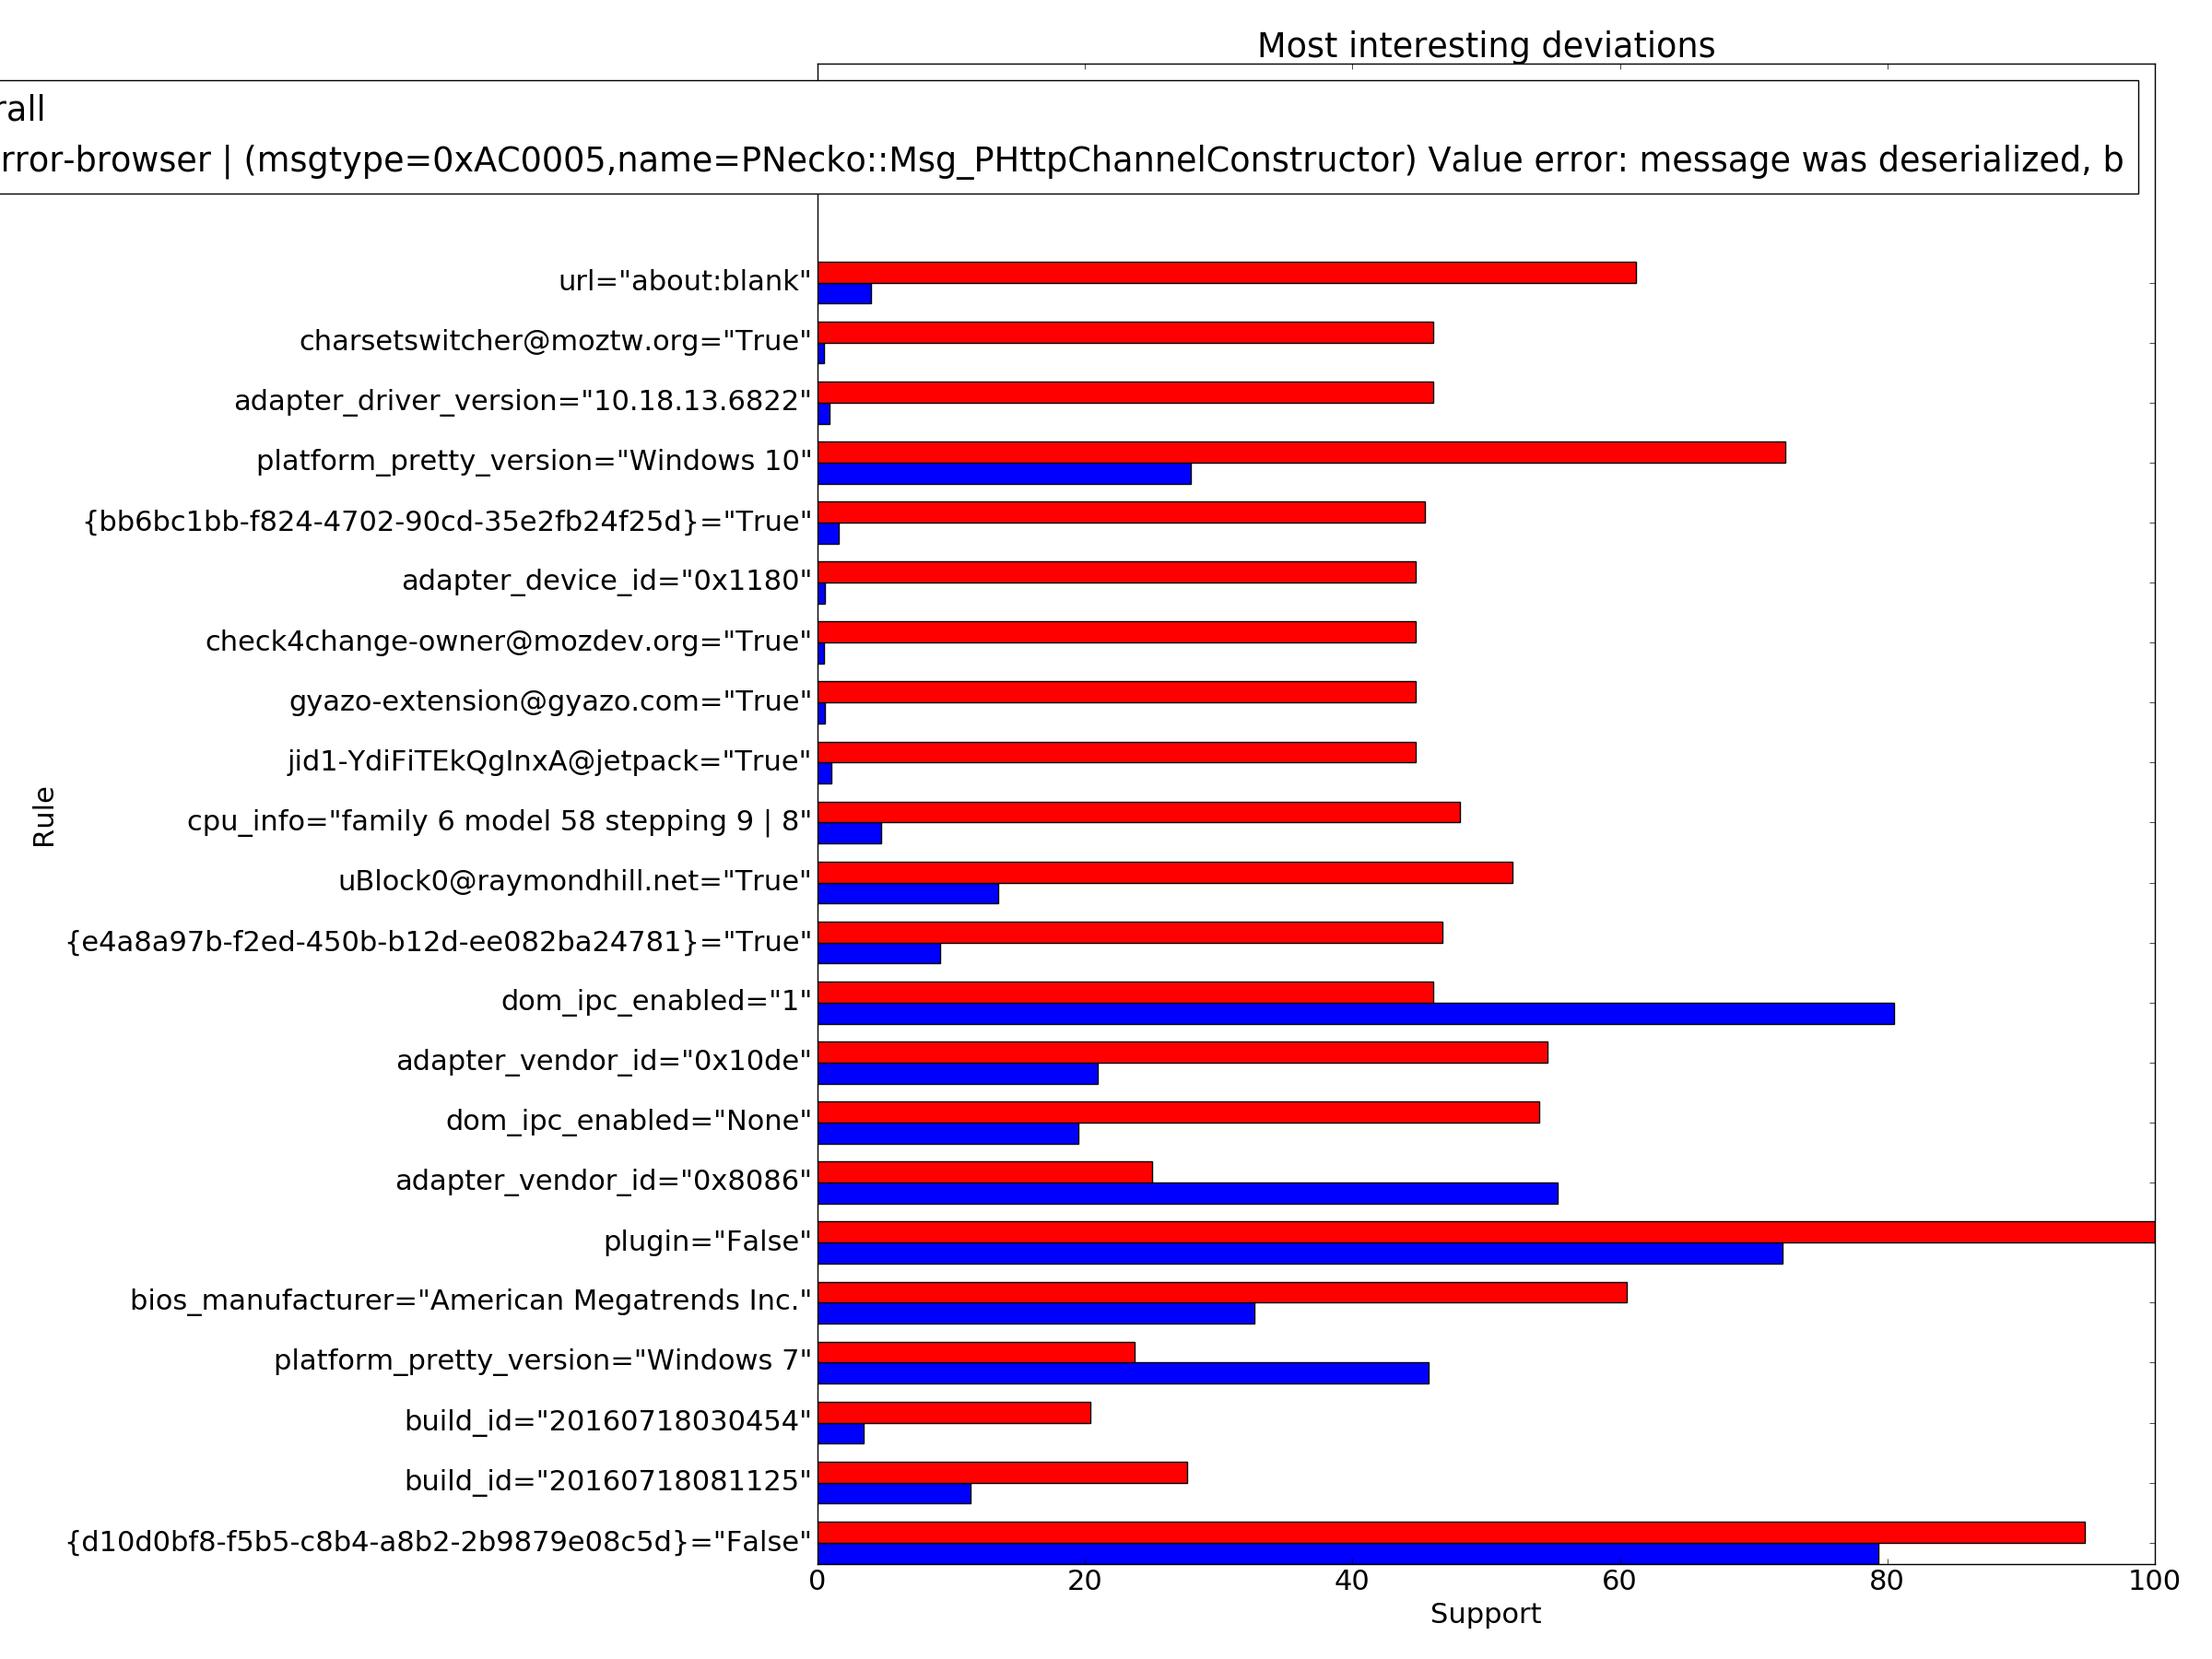 Most interesting deviations
rall
rror-browser | (msgtype=0xAC0005,name=PNecko::Msg_PHttpChannelConstructor) Value error: message was deserialized, b
url="about:blank"
charsetswitcher@moztw.org="True"
adapter_driver_version="10.18.13.6822"
platform_pretty_version="Windows 10"
{bb6bc1bb-f824-4702-90cd-35e2fb24f25d}="True"
adapter_device_id="0x1180"
check4change-owner@mozdev.org="True"
gyazo-extension@gyazo.com="True"
jid1-YdiFiTEkQgInxA@jetpack="True"
cpu_info="family 6 model 58 stepping 9 | 8"
uBlock0@raymondhill.net="True"
{e4a8a97b-f2ed-450b-b12d-ee082ba24781}="True"
dom_ipc_enabled="1"
adapter_vendor_id="0x10de"
dom_ipc_enabled="None"
adapter_vendor_id="0x8086"
plugin="False"
bios_manufacturer="American Megatrends Inc."
platform_pretty_version="Windows 7"
build_id="20160718030454"
build_id="20160718081125"
{d10d0bf8-f5b5-c8b4-a8b2-2b9879e08c5d}="False"
Rule
0 20 40 60 80 100
Support